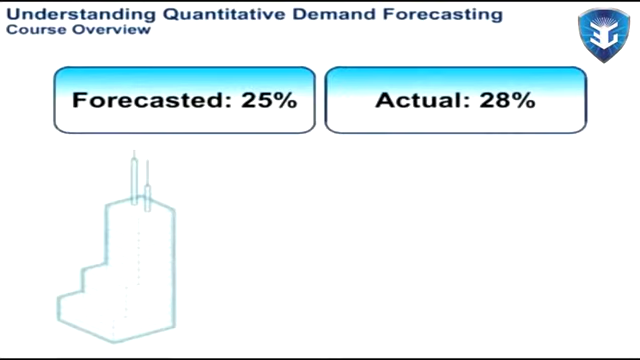 Understanding Quantitative Demand Forecasting
Course Overview
Forecasted: 25%
Actual: 28%